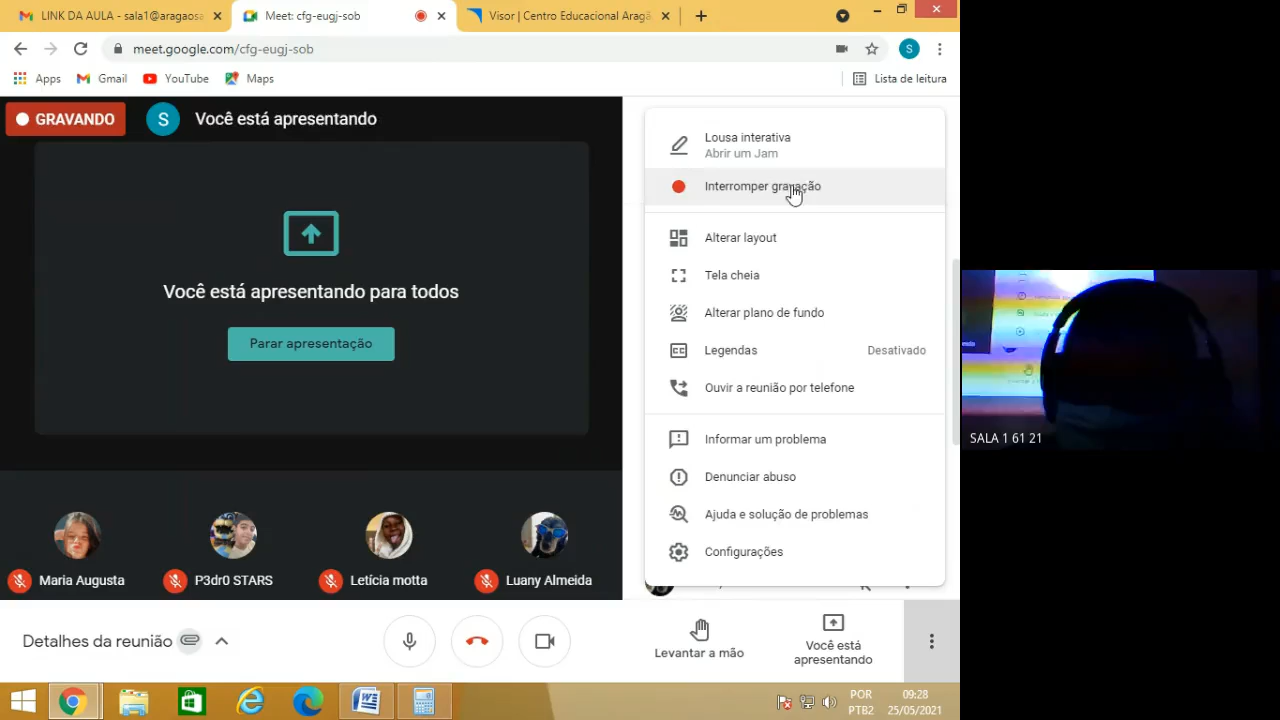 LINK DA AULA - sala1@aragaosa
Meet: cfg-eugj-sob
Visor | Centro Educacional Aragã
meet.google.com/cfg-eugj-sob
S
Apps
Gmail
YouTube
Maps
Lista de leitura
GRAVANDO
S
Você está apresentando
Você está apresentando para todos
Parar apresentação
Maria Augusta
P3dr0 STARS
Letícia motta
Luany Almeida
Lousa interativa
Abrir um Jam
Interromper gravação
Alterar layout
Tela cheia
Alterar plano de fundo
CC
Legendas
Desativado
Ouvir a reunião por telefone
Informar um problema
Denunciar abuso
Ajuda e solução de problemas
Configurações
Detalhes da reunião
Levantar a mão
Você está
apresentando
SALA 1 61 21
POR
PTB2
09:28
25/05/2021